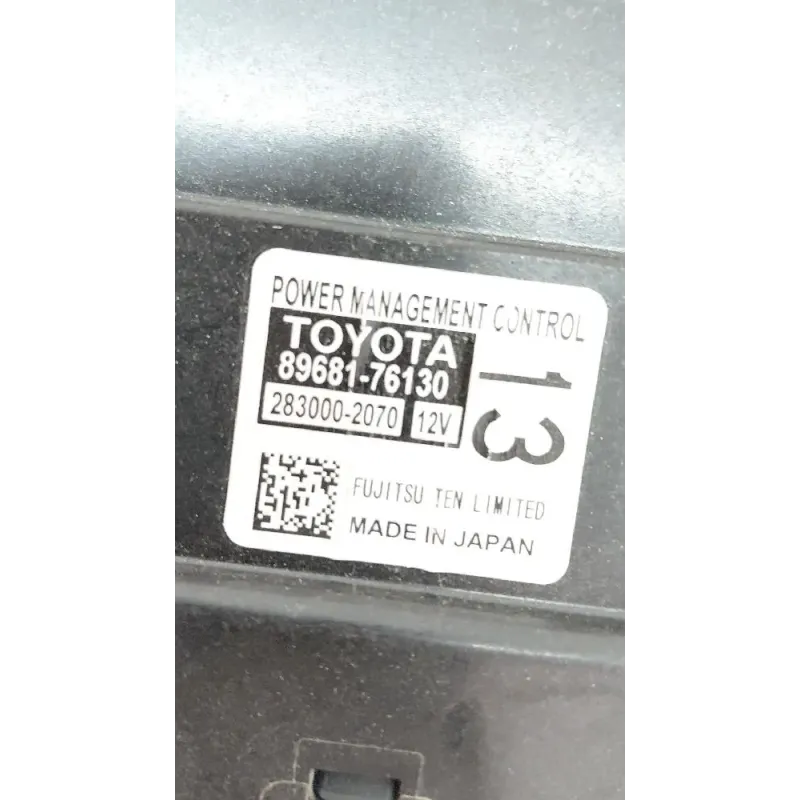 POWER MANAGEMENT CONTROL
TOYOTA
89681-76130
283000-2070 12V
13
FUJITSU TEN LIMITED
MADE IN JAPAN